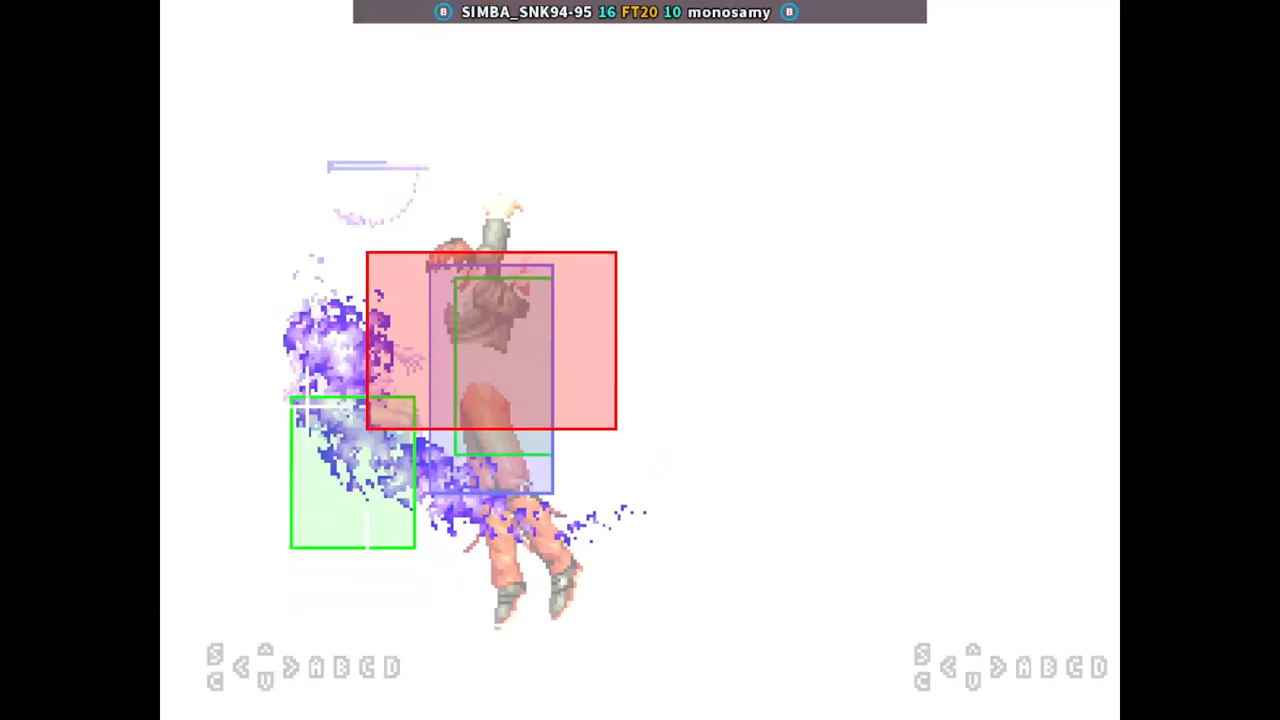 B SIMBA_SNK94-95 16 FT20 10 monosamy B
S < ^ > A B C D
C v
S < ^ > A B C D
C v